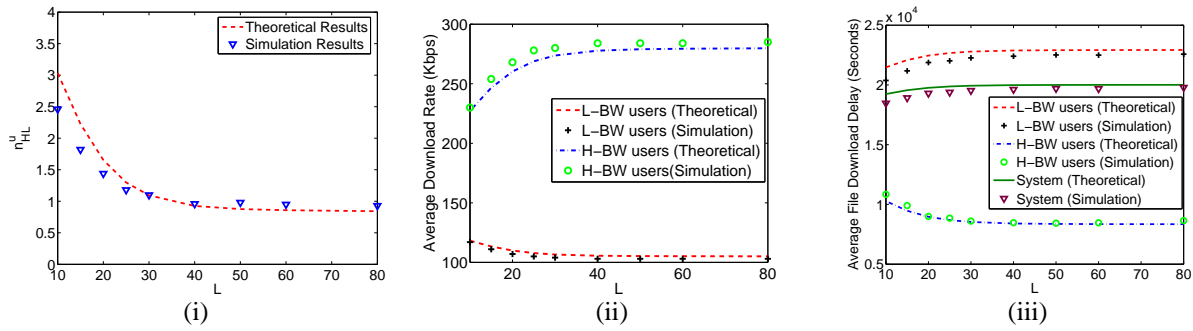 4
3.5
3
2.5
2
1.5
1
0.5
0
10 20 30 40 50 60 70 80
n^u_HL
L
Theoretical Results
Simulation Results
(i)
300
250
200
150
100
20 40 60 80
Average Download Rate (Kbps)
L
L−BW users (Theoretical)
L−BW users (Simulation)
H−BW users (Theoretical)
H−BW users(Simulation)
(ii)
x 10^4
2.5
2
1.5
1
0.5
10 20 30 40 50 60 70 80
Average File Download Delay (Seconds)
L
L−BW users (Theoretical)
L−BW users (Simulation)
H−BW users (Theoretical)
H−BW users (Simulation)
System (Theoretical)
System (Simulation)
(iii)